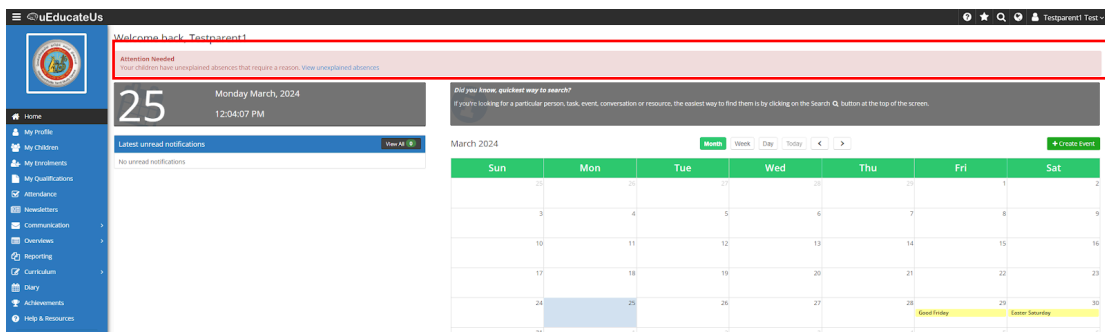 uEducateUs
Testparent1 Test
Welcome back, Testparent1
Attention Needed
Your children have unexplained absences that require a reason. View unexplained absences
25
Monday March, 2024
12:04:07 PM
Did you know, quickest way to search?
If you're looking for a particular person, task, event, conversation or resource, the easiest way to find them is by clicking on the Search button at the top of the screen.
Home
My Profile
My Children
My Enrolments
My Qualifications
Attendance
Newsletters
Communication
Overviews
Reporting
Curriculum
Diary
Achievements
Help & Resources
Latest unread notifications
View All 0
No unread notifications
March 2024
Month Week Day Today < >
+ Create Event
Sun Mon Tue Wed Thu Fri Sat
25 26 27 28 29 1 2
3 4 5 6 7 8 9
10 11 12 13 14 15 16
17 18 19 20 21 22 23
24 25 26 27 28 29 30
Good Friday Easter Saturday
31